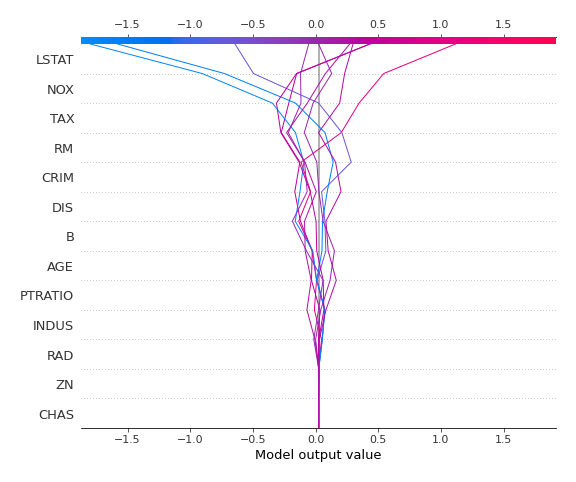 −1.5 −1.0 −0.5 0.0 0.5 1.0 1.5
LSTAT
NOX
TAX
RM
CRIM
DIS
B
AGE
PTRATIO
INDUS
RAD
ZN
CHAS
−1.5 −1.0 −0.5 0.0 0.5 1.0 1.5
Model output value